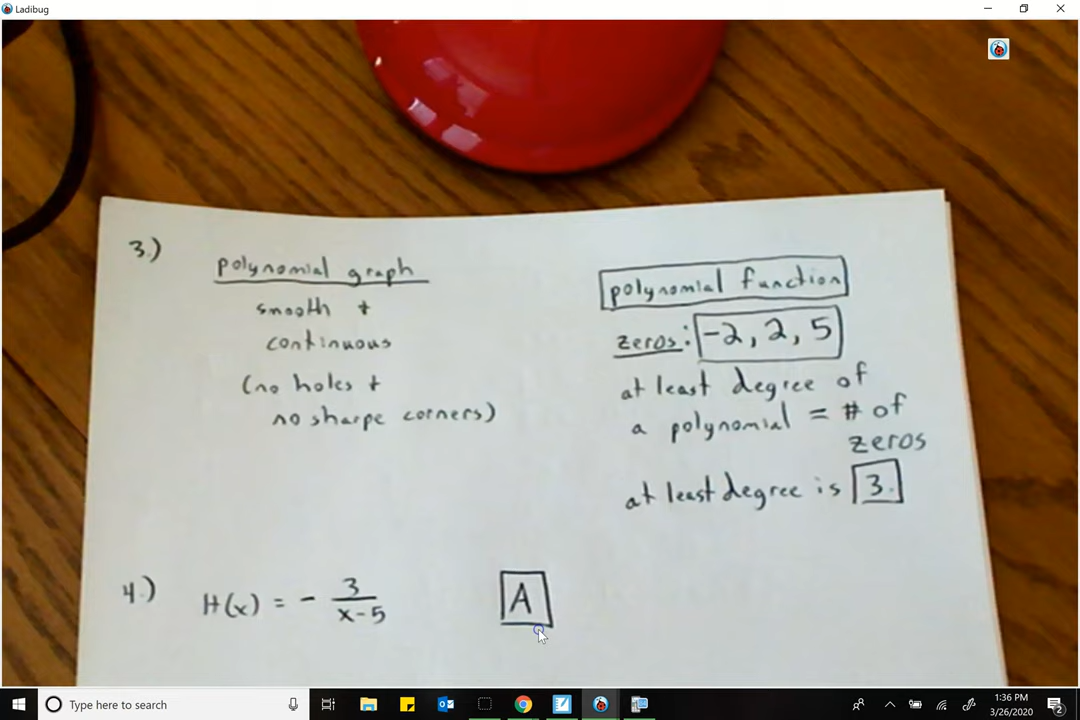 Ladibug
3.)
polynomial graph
smooth +
continuous
(no holes +
no sharpe corners)
polynomial function
zeros: -2, 2, 5
at least degree of
a polynomial = # of
zeros
at least degree is 3.
4.) H(x) = - 3/(x-5)
A
Type here to search
1:36 PM
3/26/2020
2